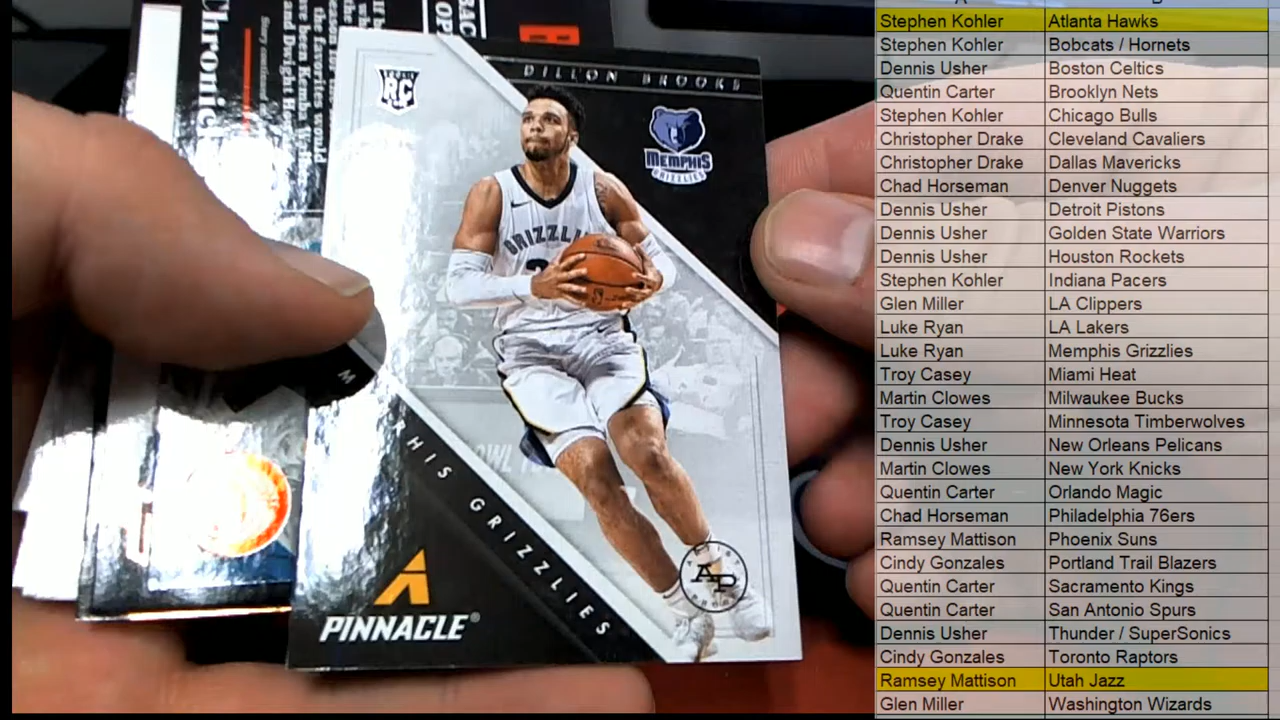 DILLON BROOKS
RC
MEMPHIS
GRIZZLIES
GRIZZLI
PHIS GRIZZLIES
AP
PINNACLE®
Chronic
the favorites would
Stephen Kohler Atlanta Hawks
Stephen Kohler Bobcats / Hornets
Dennis Usher Boston Celtics
Quentin Carter Brooklyn Nets
Stephen Kohler Chicago Bulls
Christopher Drake Cleveland Cavaliers
Christopher Drake Dallas Mavericks
Chad Horseman Denver Nuggets
Dennis Usher Detroit Pistons
Dennis Usher Golden State Warriors
Dennis Usher Houston Rockets
Stephen Kohler Indiana Pacers
Glen Miller LA Clippers
Luke Ryan LA Lakers
Luke Ryan Memphis Grizzlies
Troy Casey Miami Heat
Martin Clowes Milwaukee Bucks
Troy Casey Minnesota Timberwolves
Dennis Usher New Orleans Pelicans
Martin Clowes New York Knicks
Quentin Carter Orlando Magic
Chad Horseman Philadelphia 76ers
Ramsey Mattison Phoenix Suns
Cindy Gonzales Portland Trail Blazers
Quentin Carter Sacramento Kings
Quentin Carter San Antonio Spurs
Dennis Usher Thunder / SuperSonics
Cindy Gonzales Toronto Raptors
Ramsey Mattison Utah Jazz
Glen Miller Washington Wizards